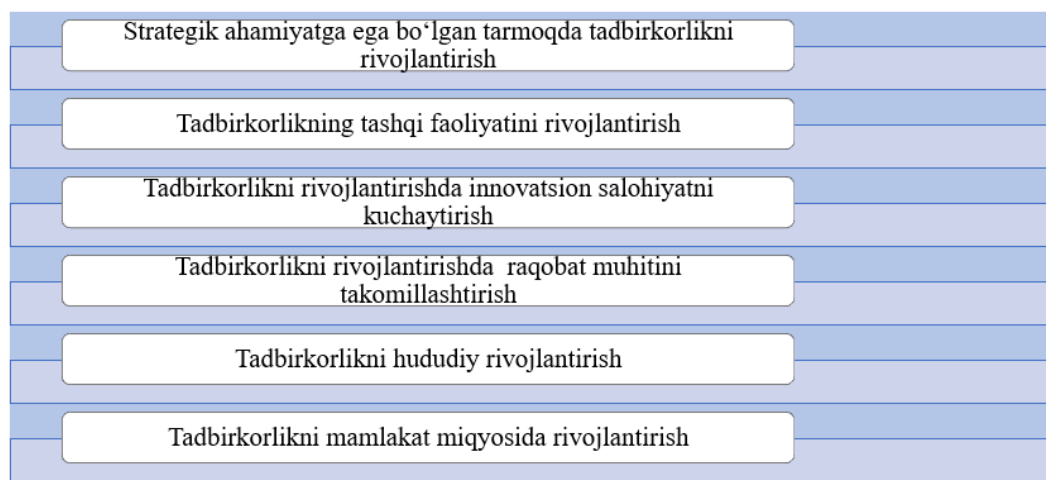 Strategik ahamiyatga ega bo‘lgan tarmoqda tadbirkorlikni
rivojlantirish
Tadbirkorlikning tashqi faoliyatini rivojlantirish
Tadbirkorlikni rivojlantirishda innovatsion salohiyatni
kuchaytirish
Tadbirkorlikni rivojlantirishda raqobat muhitini
takomillashtirish
Tadbirkorlikni hududiy rivojlantirish
Tadbirkorlikni mamlakat miqyosida rivojlantirish